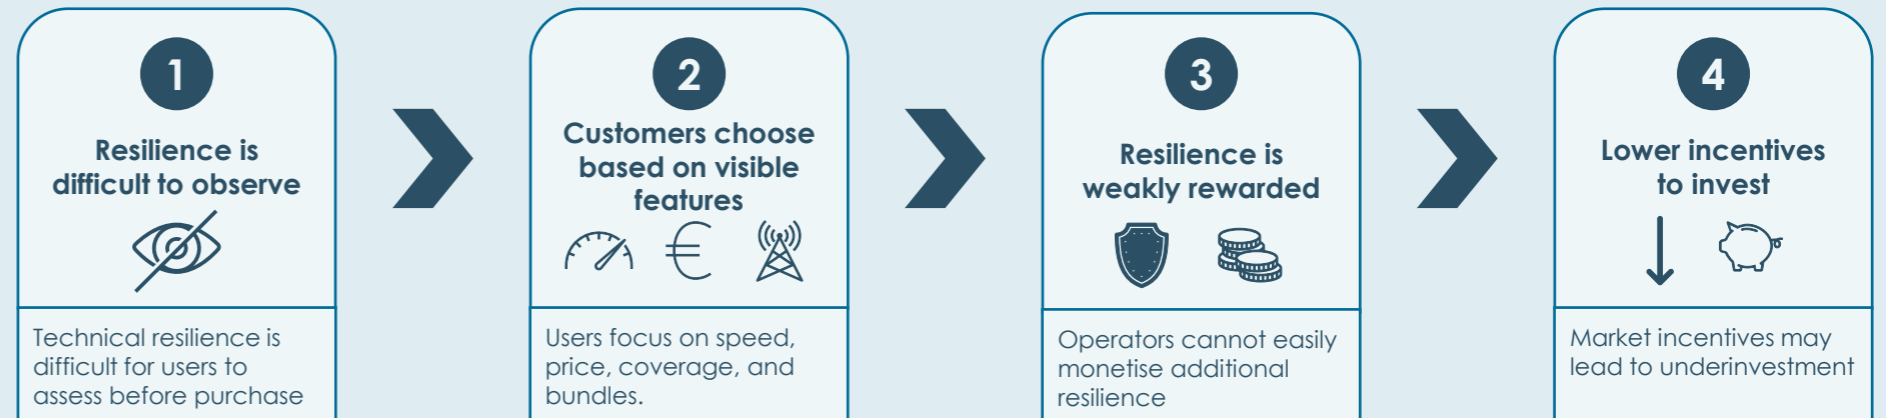 1
Resilience is
difficult to observe
Technical resilience is
difficult for users to
assess before purchase
2
Customers choose
based on visible
features
€
Users focus on speed,
price, coverage, and
bundles.
3
Resilience is
weakly rewarded
Operators cannot easily
monetise additional
resilience
4
Lower incentives
to invest
Market incentives may
lead to underinvestment